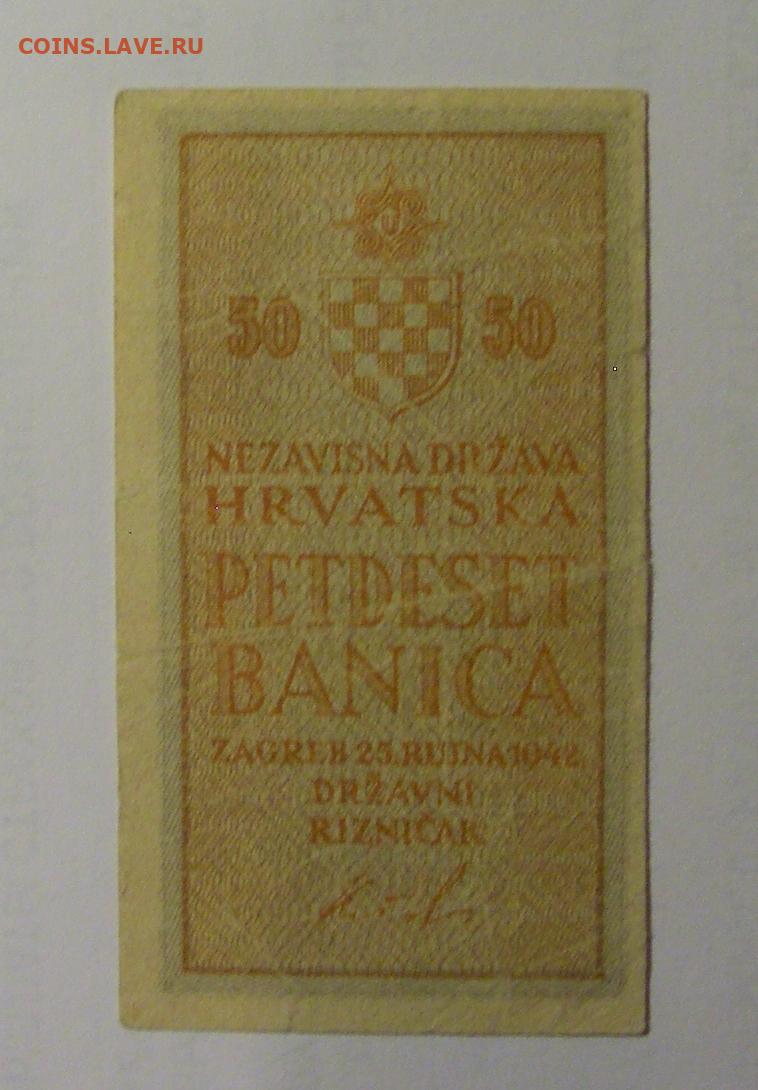 COINS.LAVE.RU
U
50 50
NEZAVISNA DRŽAVA
HRVATSKA
PETDESET
BANICA
ZAGREB 25. RUJNA 1942.
DRŽAVNI
RIZNIČAR